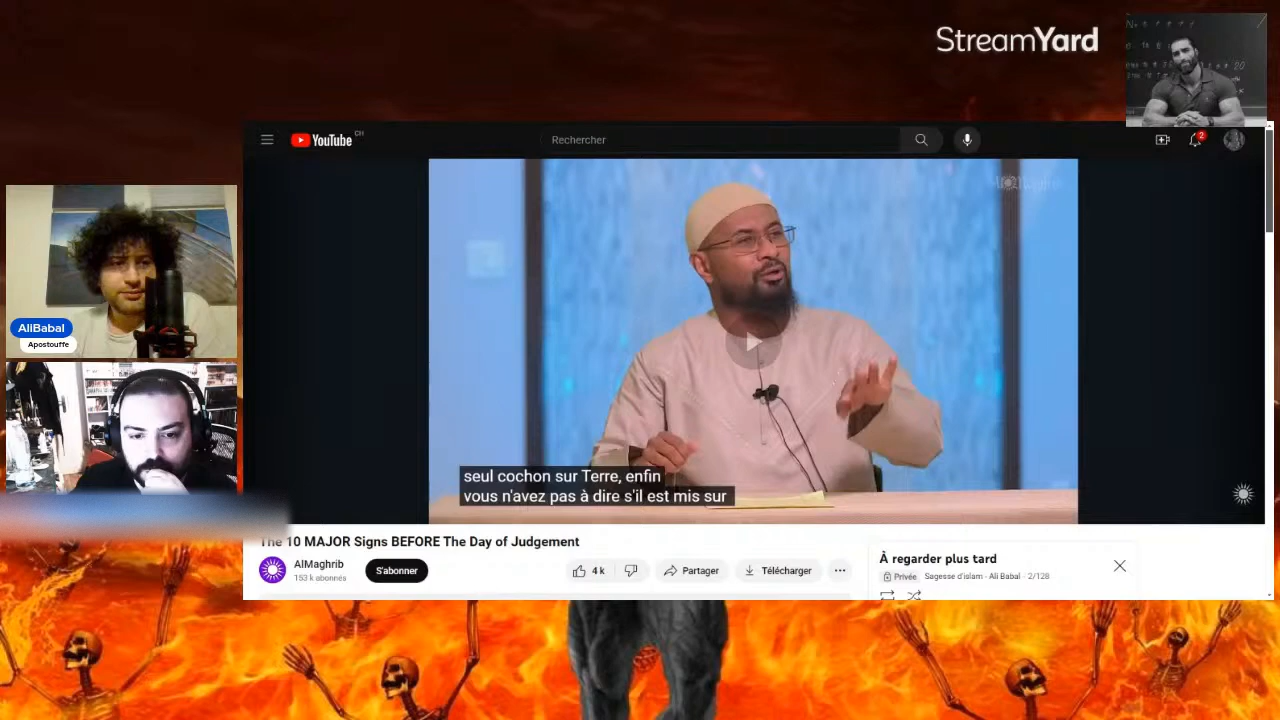 StreamYard
YouTube CH
Rechercher
2
AliBabal
Apostouffe
seul cochon sur Terre, enfin
vous n'avez pas à dire s'il est mis sur
The 10 MAJOR Signs BEFORE The Day of Judgement
AlMaghrib
153 k abonnés
S'abonner
4 k
Partager
Télécharger
À regarder plus tard
Privée
Sagesse d'islam - Ali Babal - 2/128